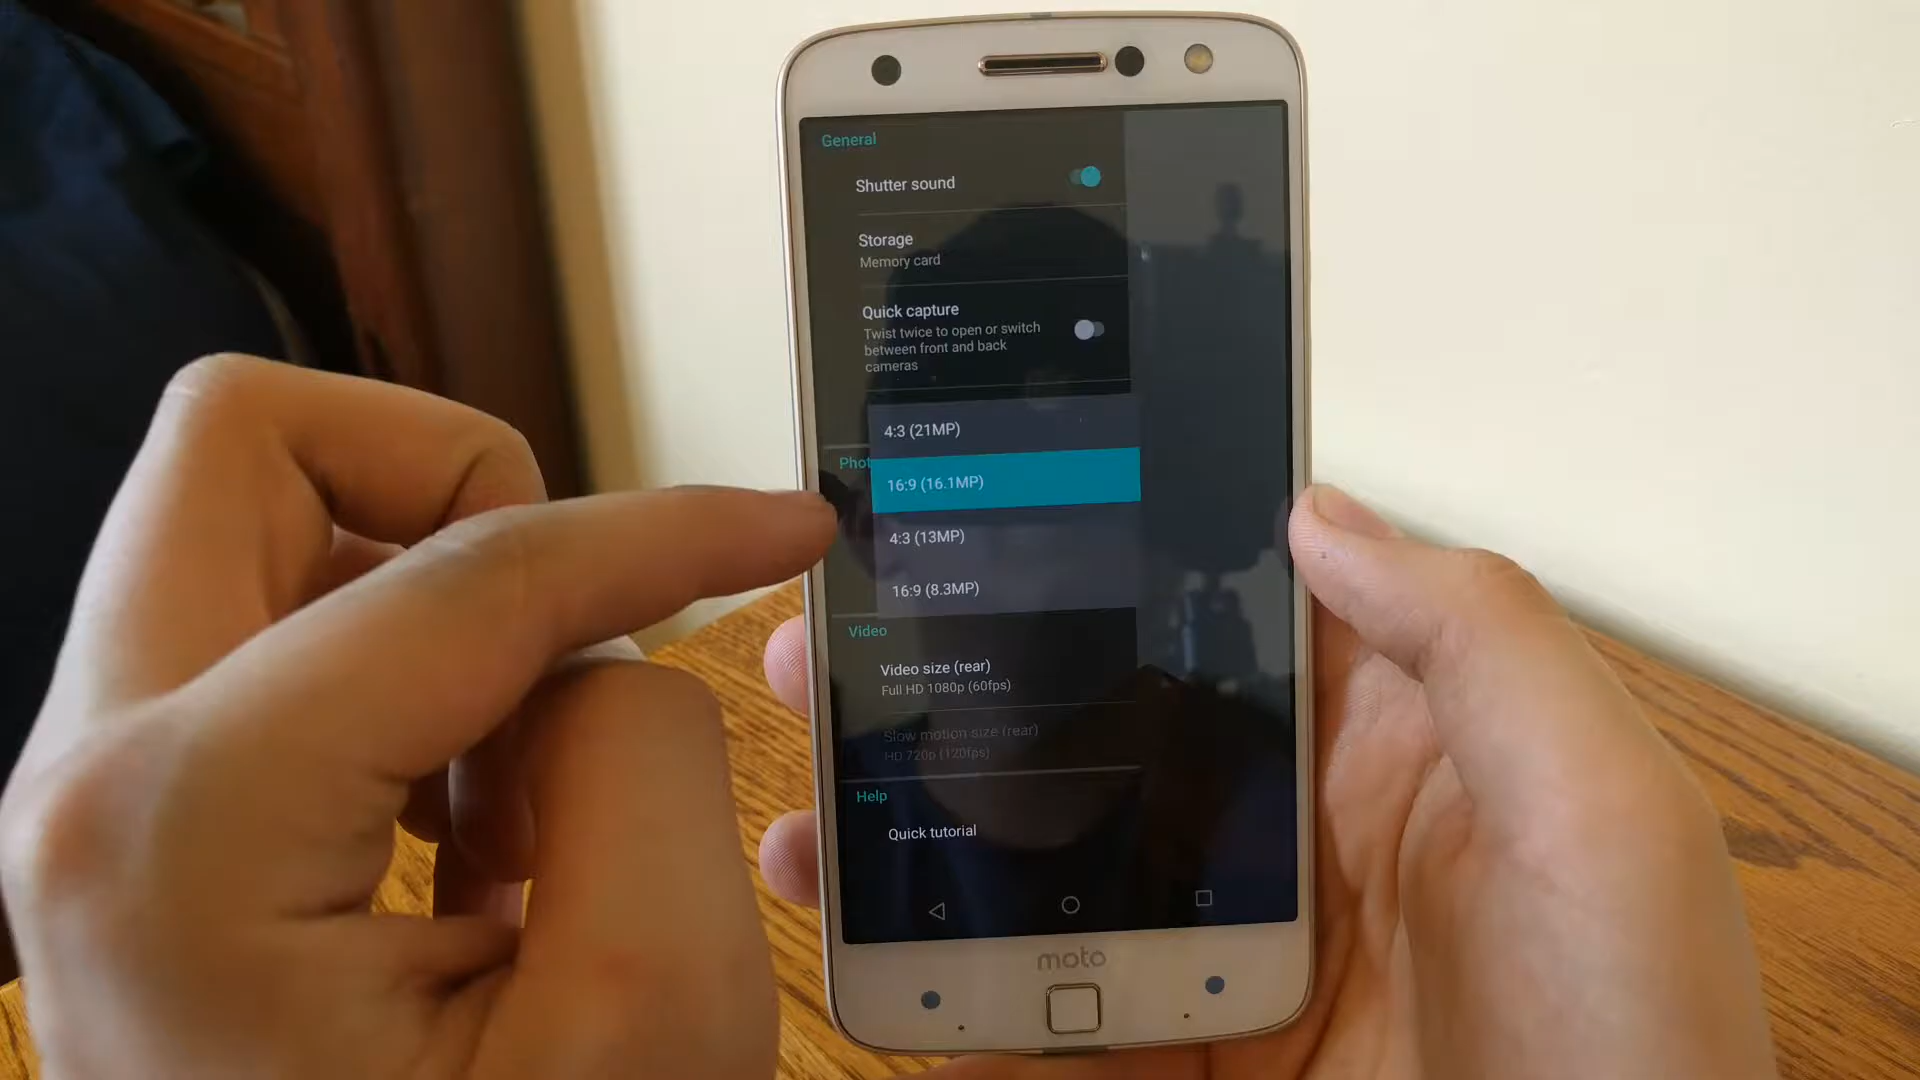 General
Shutter sound
Storage
Memory card
Quick capture
Twist twice to open or switch
between front and back
cameras
4:3 (21MP)
Phot
16:9 (16.1MP)
4:3 (13MP)
16:9 (8.3MP)
Video
Video size (rear)
Full HD 1080p (60fps)
Slow motion size (rear)
HD 720p (120fps)
Help
Quick tutorial
moto